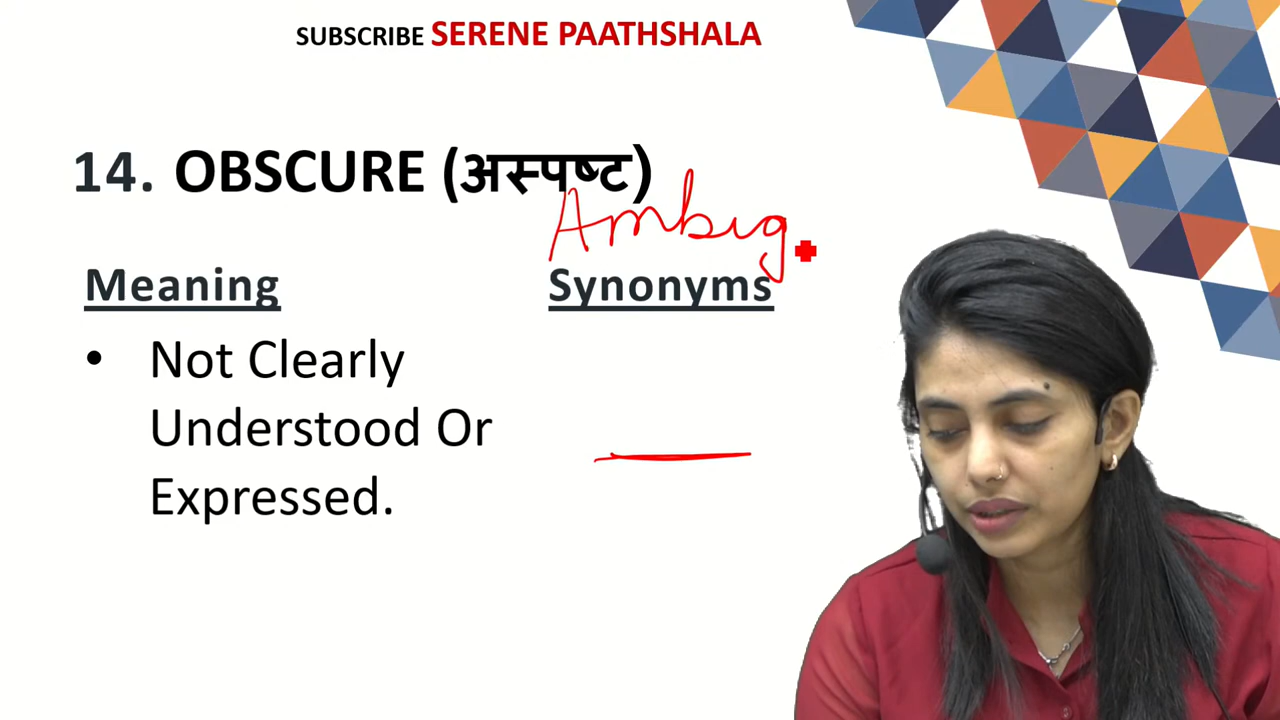 SUBSCRIBE SERENE PAATHSHALA
14. OBSCURE (अस्पष्ट)
Ambig
Meaning
Synonyms
• Not Clearly
Understood Or
Expressed.